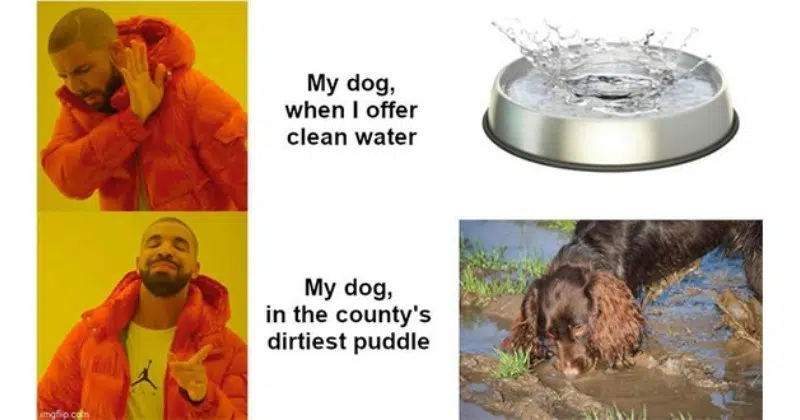 My dog,
when I offer
clean water
My dog,
in the county's
dirtiest puddle
imgflip.com